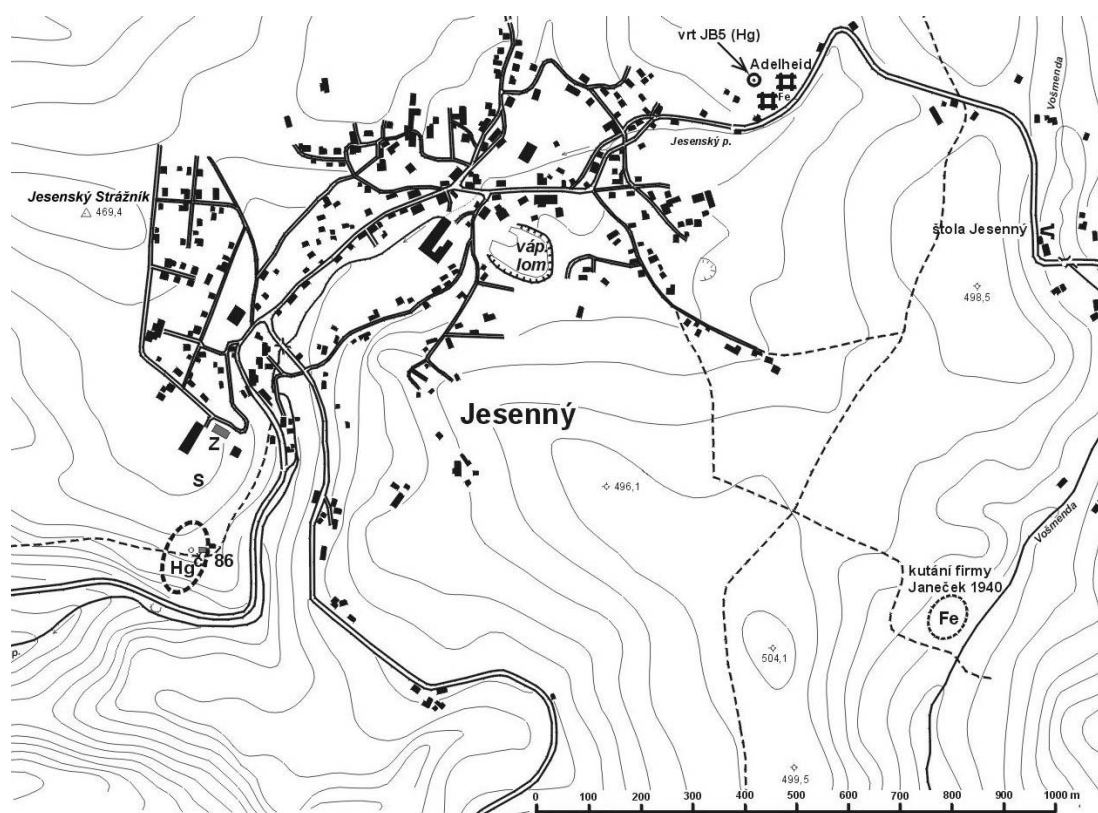 vrt JB5 (Hg)
Adelheid
Fe
Jesenský p.
Vošmenda
Jesenský Strážník
469,4
váp.
lom
štola Jesenný
498,5
Jesenný
Z
S
496,1
Hg
č. 86
kutání firmy
Janeček 1940
Fe
Vošmenda
504,1
p.
499,5
0 100 200 300 400 500 600 700 800 900 1000 m